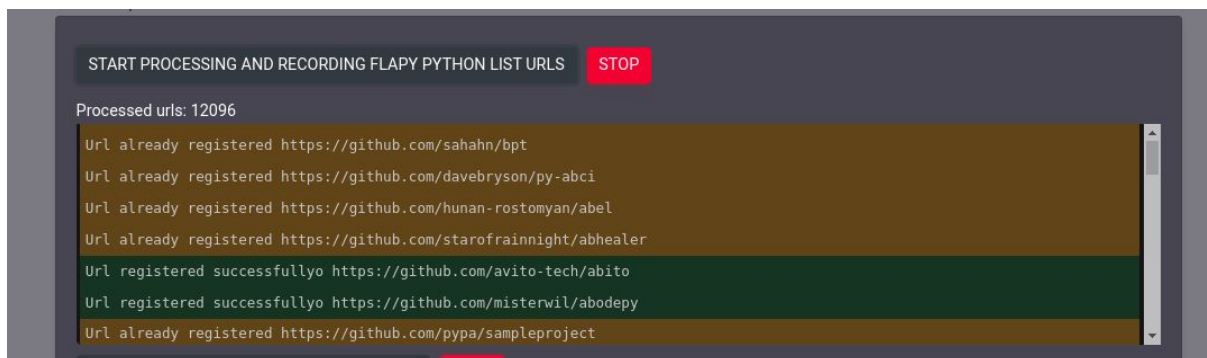 START PROCESSING AND RECORDING FLAPY PYTHON LIST URLS STOP
Processed urls: 12096
Url already registered https://github.com/sahahn/bpt
Url already registered https://github.com/davebryson/py-abci
Url already registered https://github.com/hunan-rostomyan/abel
Url already registered https://github.com/starofrainnight/abhealer
Url registered successfullyo https://github.com/avito-tech/abito
Url registered successfullyo https://github.com/misterwil/abodepy
Url already registered https://github.com/pypa/sampleproject